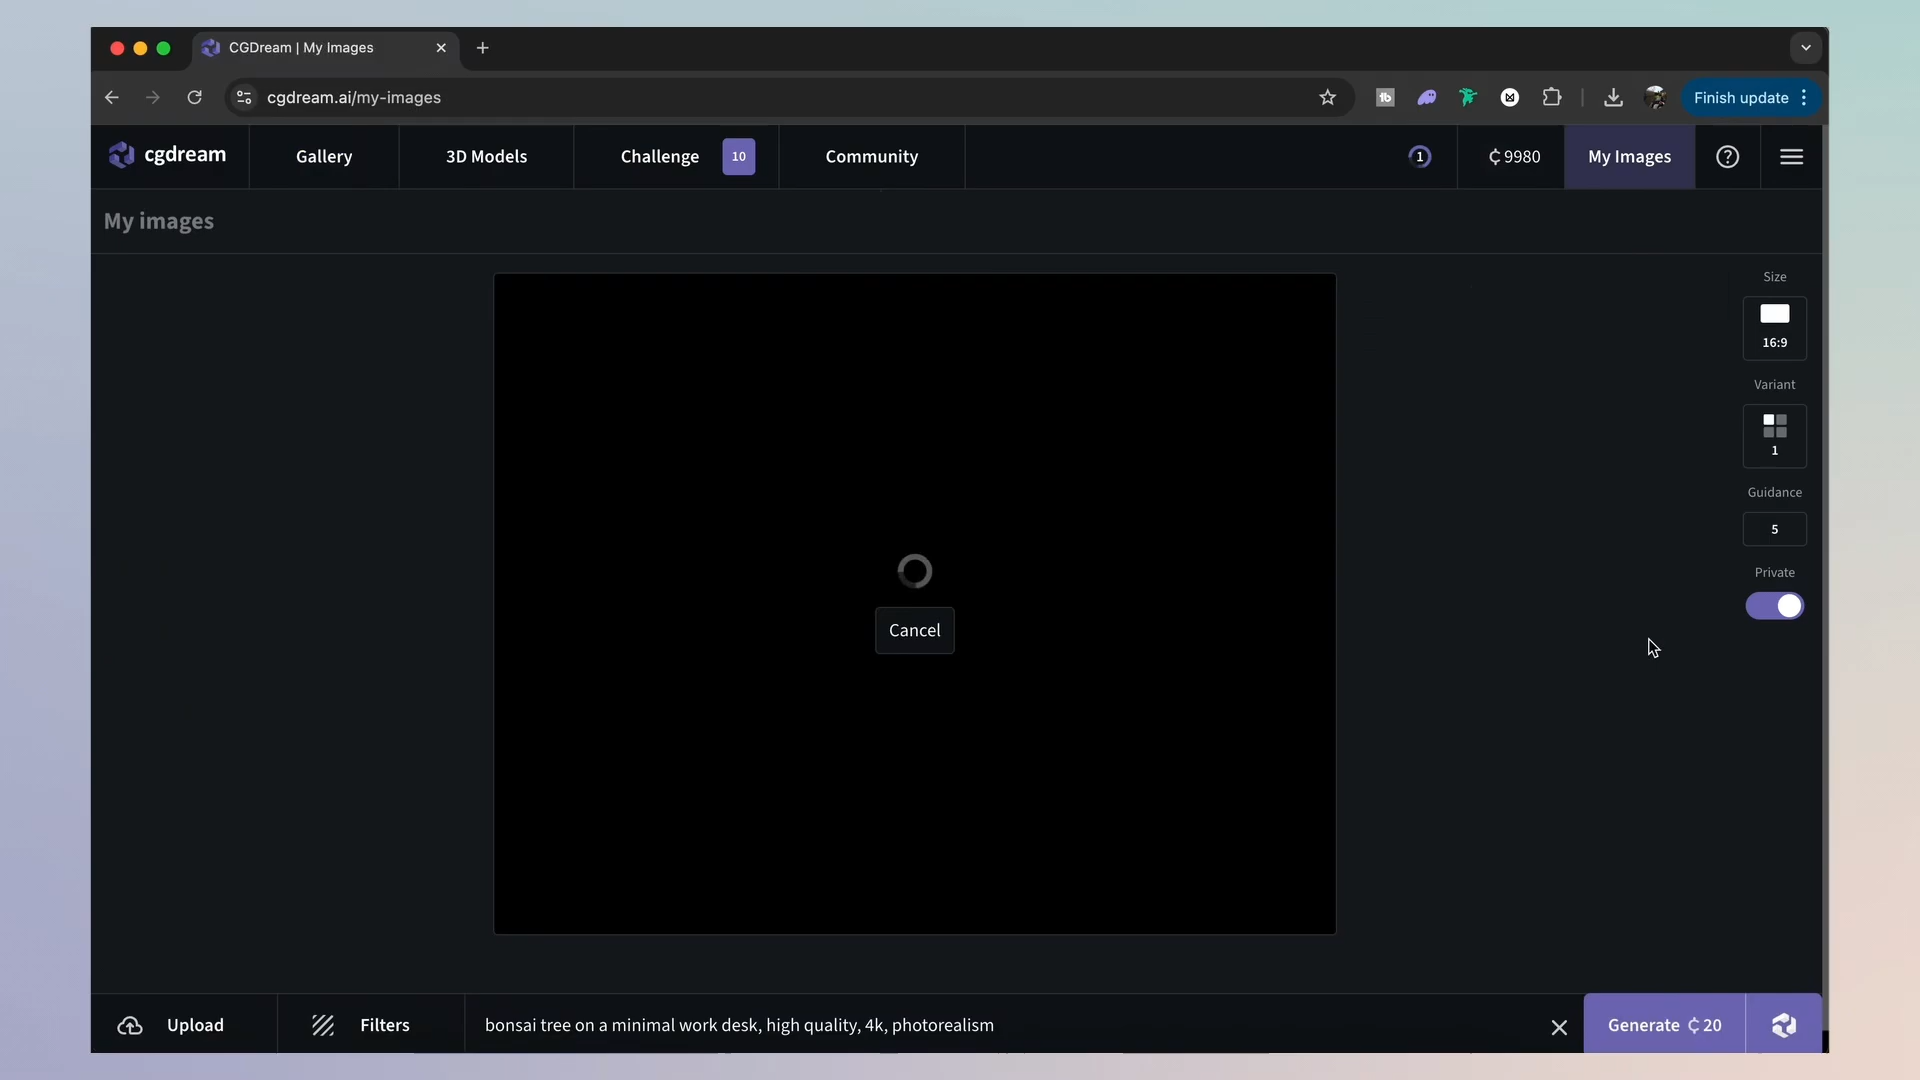 CGDream | My Images
cgdream.ai/my-images
Finish update
cgdream
Gallery
3D Models
Challenge
10
Community
1
₵ 9980
My Images
My images
Size
16:9
Variant
1
Guidance
5
Private
Cancel
Upload
Filters
bonsai tree on a minimal work desk, high quality, 4k, photorealism
Generate ₵ 20